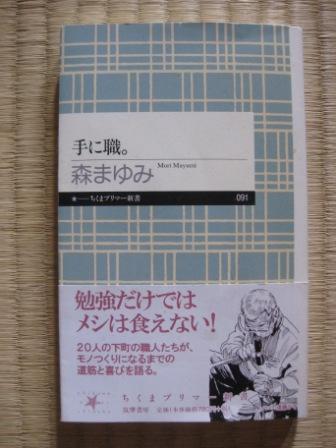 手に職。
森まゆみ Mori Mayumi
★――ちくまプリマー新書 091
勉強だけでは
メシは食えない!
20人の下町の職人たちが、
モノつくりになるまでの
道筋と喜びを語る。
ちくまプリマー新書
筑摩書房